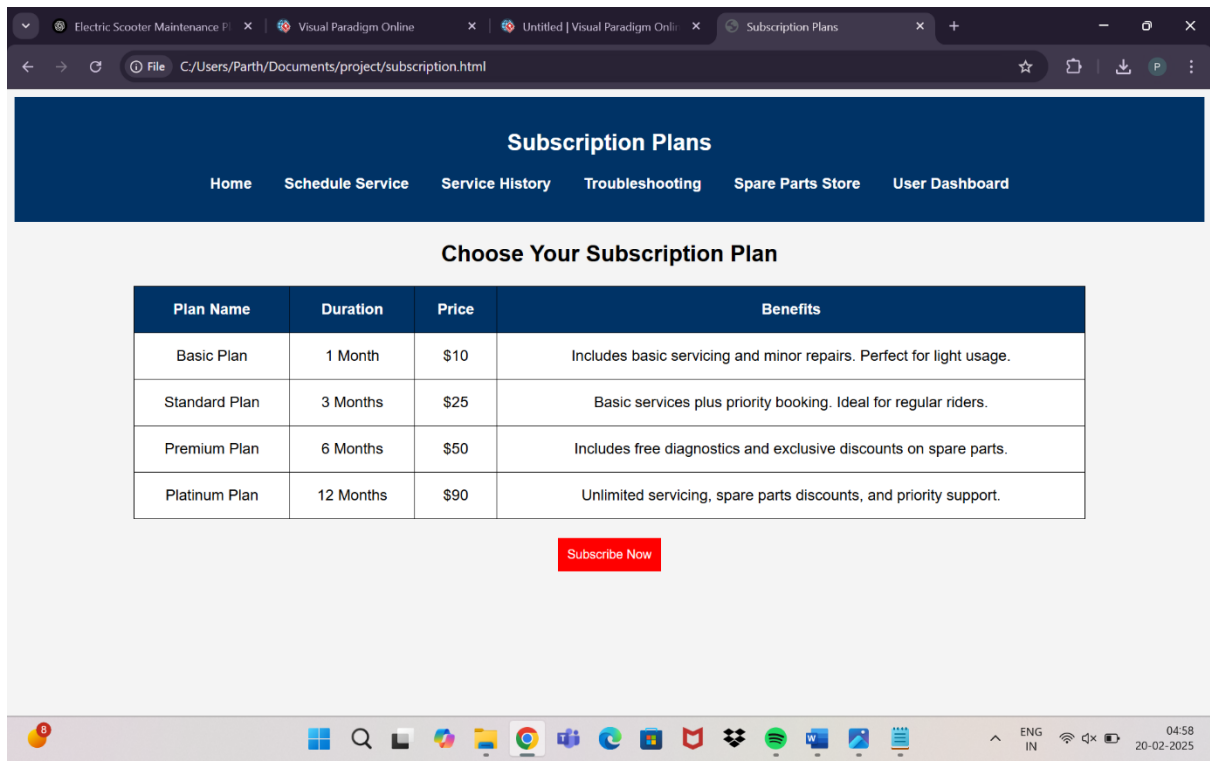 Electric Scooter Maintenance Pl
Visual Paradigm Online
Untitled | Visual Paradigm Onlin
Subscription Plans
File C:/Users/Parth/Documents/project/subscription.html
P
Subscription Plans
Home Schedule Service Service History Troubleshooting Spare Parts Store User Dashboard
Choose Your Subscription Plan
Plan Name Duration Price Benefits
Basic Plan 1 Month $10 Includes basic servicing and minor repairs. Perfect for light usage.
Standard Plan 3 Months $25 Basic services plus priority booking. Ideal for regular riders.
Premium Plan 6 Months $50 Includes free diagnostics and exclusive discounts on spare parts.
Platinum Plan 12 Months $90 Unlimited servicing, spare parts discounts, and priority support.
Subscribe Now
8
ENG
IN
04:58
20-02-2025